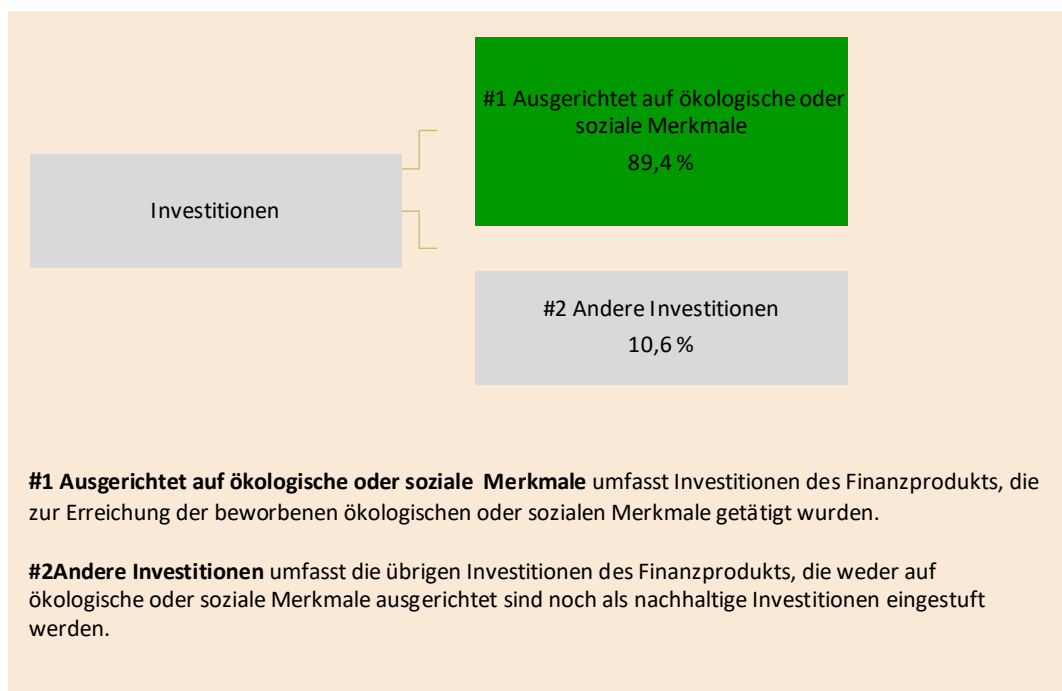 #1 Ausgerichtet auf ökologische oder
soziale Merkmale
89,4 %
Investitionen
#2 Andere Investitionen
10,6 %
#1 Ausgerichtet auf ökologische oder soziale Merkmale umfasst Investitionen des Finanzprodukts, die
zur Erreichung der beworbenen ökologischen oder sozialen Merkmale getätigt wurden.
#2Andere Investitionen umfasst die übrigen Investitionen des Finanzprodukts, die weder auf
ökologische oder soziale Merkmale ausgerichtet sind noch als nachhaltige Investitionen eingestuft
werden.